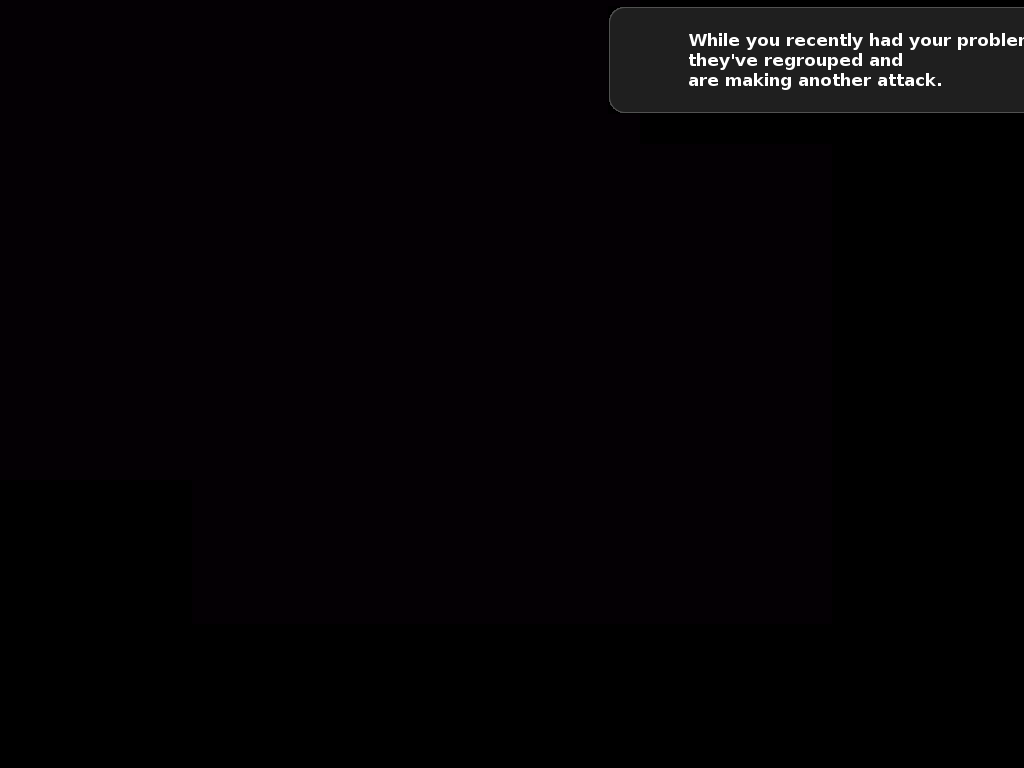 While you recently had your
they've regrouped and
are making another attack.